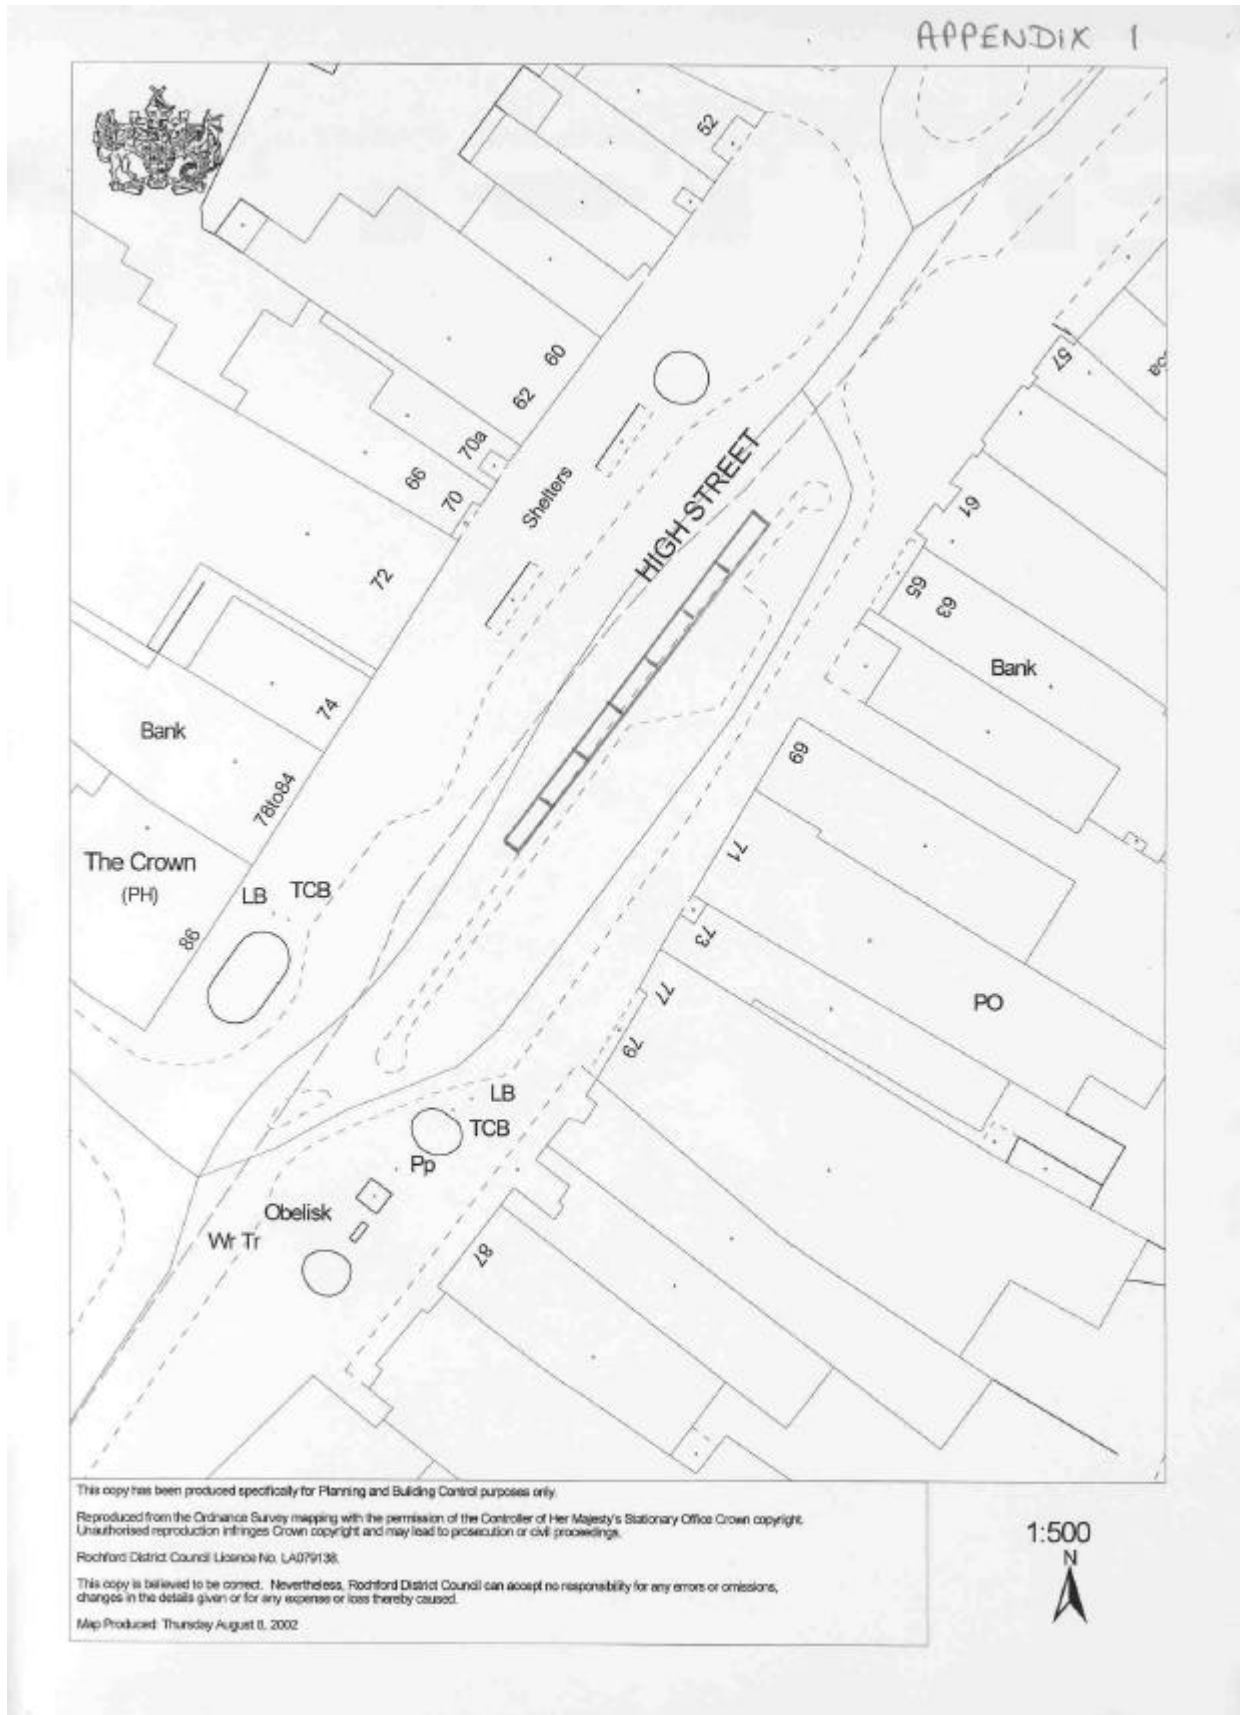 APPENDIX 1
52
60
62
70a
66
70
Shelters
HIGH STREET
57
61
65
63
Bank
72
74
Bank
78to84
69
The Crown
(PH)
LB
TCB
86
71
73
77
PO
79
LB
TCB
Pp
Obelisk
Wr Tr
87
This copy has been produced specifically for Planning and Building Control purposes only.
Reproduced from the Ordnance Survey mapping with the permission of the Controller of Her Majesty's Stationary Office Crown copyright.
Unauthorised reproduction infringes Crown copyright and may lead to prosecution or civil proceedings.
Rochford District Council Licence No. LA079138.
This copy is believed to be correct. Nevertheless, Rochford District Council can accept no responsibility for any errors or omissions,
changes in the details given or for any expense or loss thereby caused.
Map Produced: Thursday August 8, 2002
1:500
N